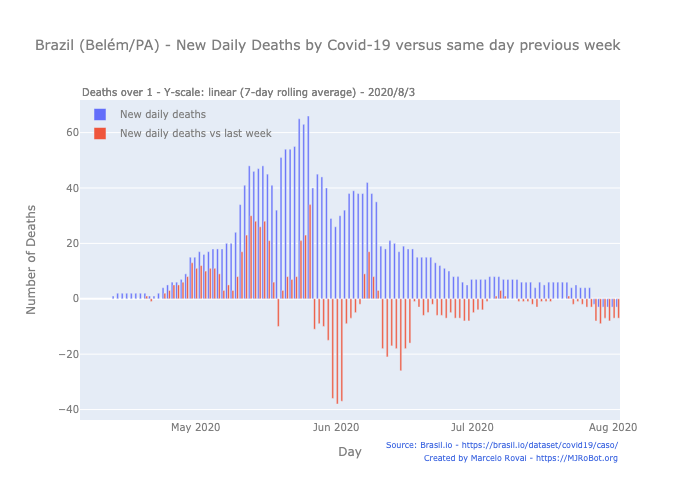 Brazil (Belém/PA) - New Daily Deaths by Covid-19 versus same day previous week
Deaths over 1 - Y-scale: linear (7-day rolling average) - 2020/8/3
New daily deaths
New daily deaths vs last week
Number of Deaths
60
40
20
0
−20
−40
May 2020
Jun 2020
Jul 2020
Aug 2020
Day
Source: Brasil.io - https://brasil.io/dataset/covid19/caso/
Created by Marcelo Rovai - https://MJRoBot.org